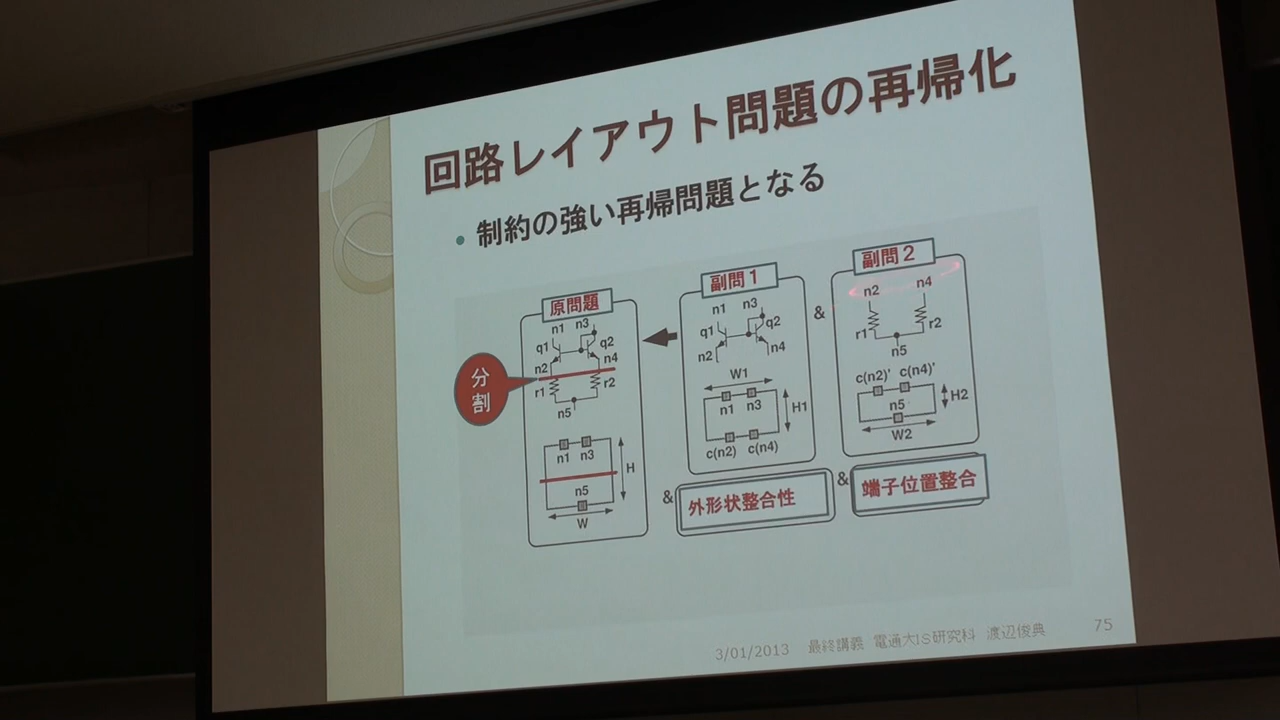 回路レイアウト問題の再帰化
• 制約の強い再帰問題となる
原問題
n1 n3
q1 q2
n2 n4
r1 r2
n5
分割
n1 n3
H
n5
W
副問1
n1 n3
q1 q2
n2 n4
W1
n1 n3
H1
c(n2) c(n4)
&
副問2
n2 n4
r1 r2
n5
c(n2)' c(n4)'
n5
H2
W2
& 外形状整合性
& 端子位置整合
3/01/2013 最終講義 電通大IS研究科 渡辺俊典
75